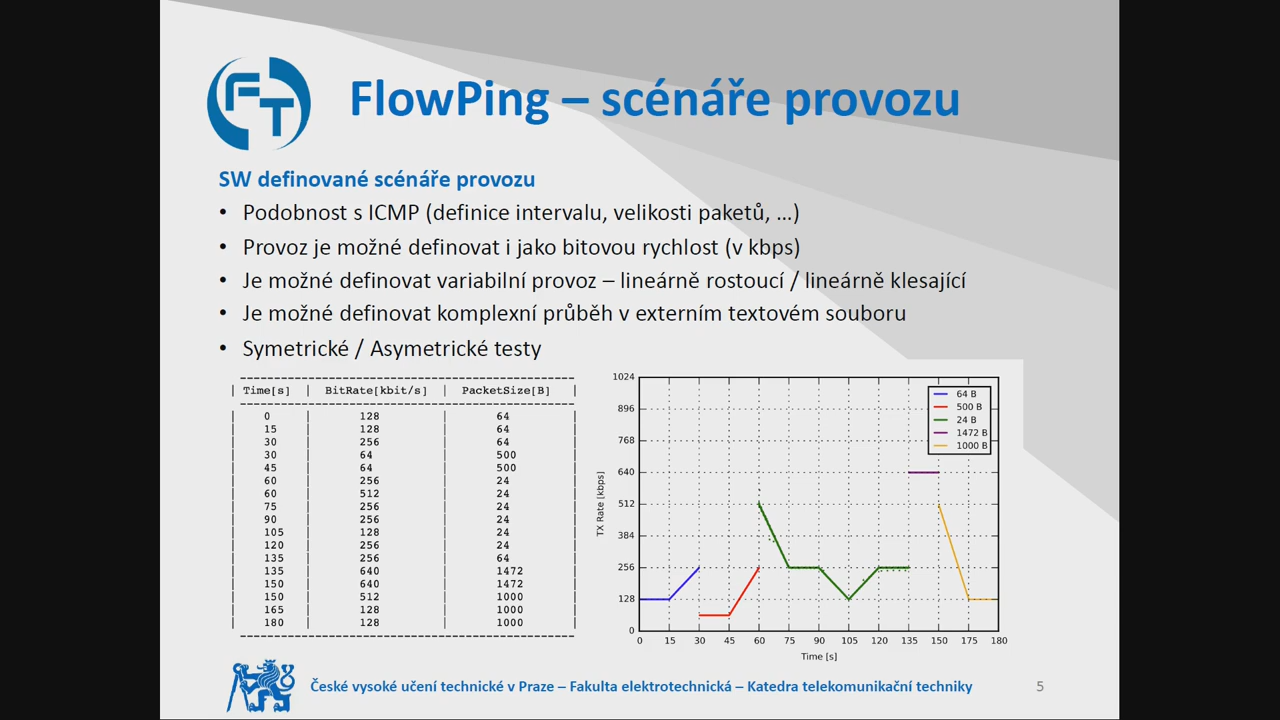 FT
FlowPing – scénáře provozu
SW definované scénáře provozu
• Podobnost s ICMP (definice intervalu, velikosti paketů, …)
• Provoz je možné definovat i jako bitovou rychlost (v kbps)
• Je možné definovat variabilní provoz – lineárně rostoucí / lineárně klesající
• Je možné definovat komplexní průběh v externím textovém souboru
• Symetrické / Asymetrické testy
| Time[s] | BitRate[kbit/s] | PacketSize[B] |
| 0 | 128 | 64 |
| 15 | 128 | 64 |
| 30 | 256 | 64 |
| 30 | 64 | 500 |
| 45 | 64 | 500 |
| 60 | 256 | 24 |
| 60 | 512 | 24 |
| 75 | 256 | 24 |
| 90 | 256 | 24 |
| 105 | 128 | 24 |
| 120 | 256 | 24 |
| 135 | 256 | 64 |
| 135 | 640 | 1472 |
| 150 | 640 | 1472 |
| 150 | 512 | 1000 |
| 165 | 128 | 1000 |
| 180 | 128 | 1000 |
1024
896
768
640
512
384
256
128
0
TX Rate [kbps]
64 B
500 B
24 B
1472 B
1000 B
0 15 30 45 60 75 90 105 120 135 150 175 180
Time [s]
České vysoké učení technické v Praze – Fakulta elektrotechnická – Katedra telekomunikační techniky
5